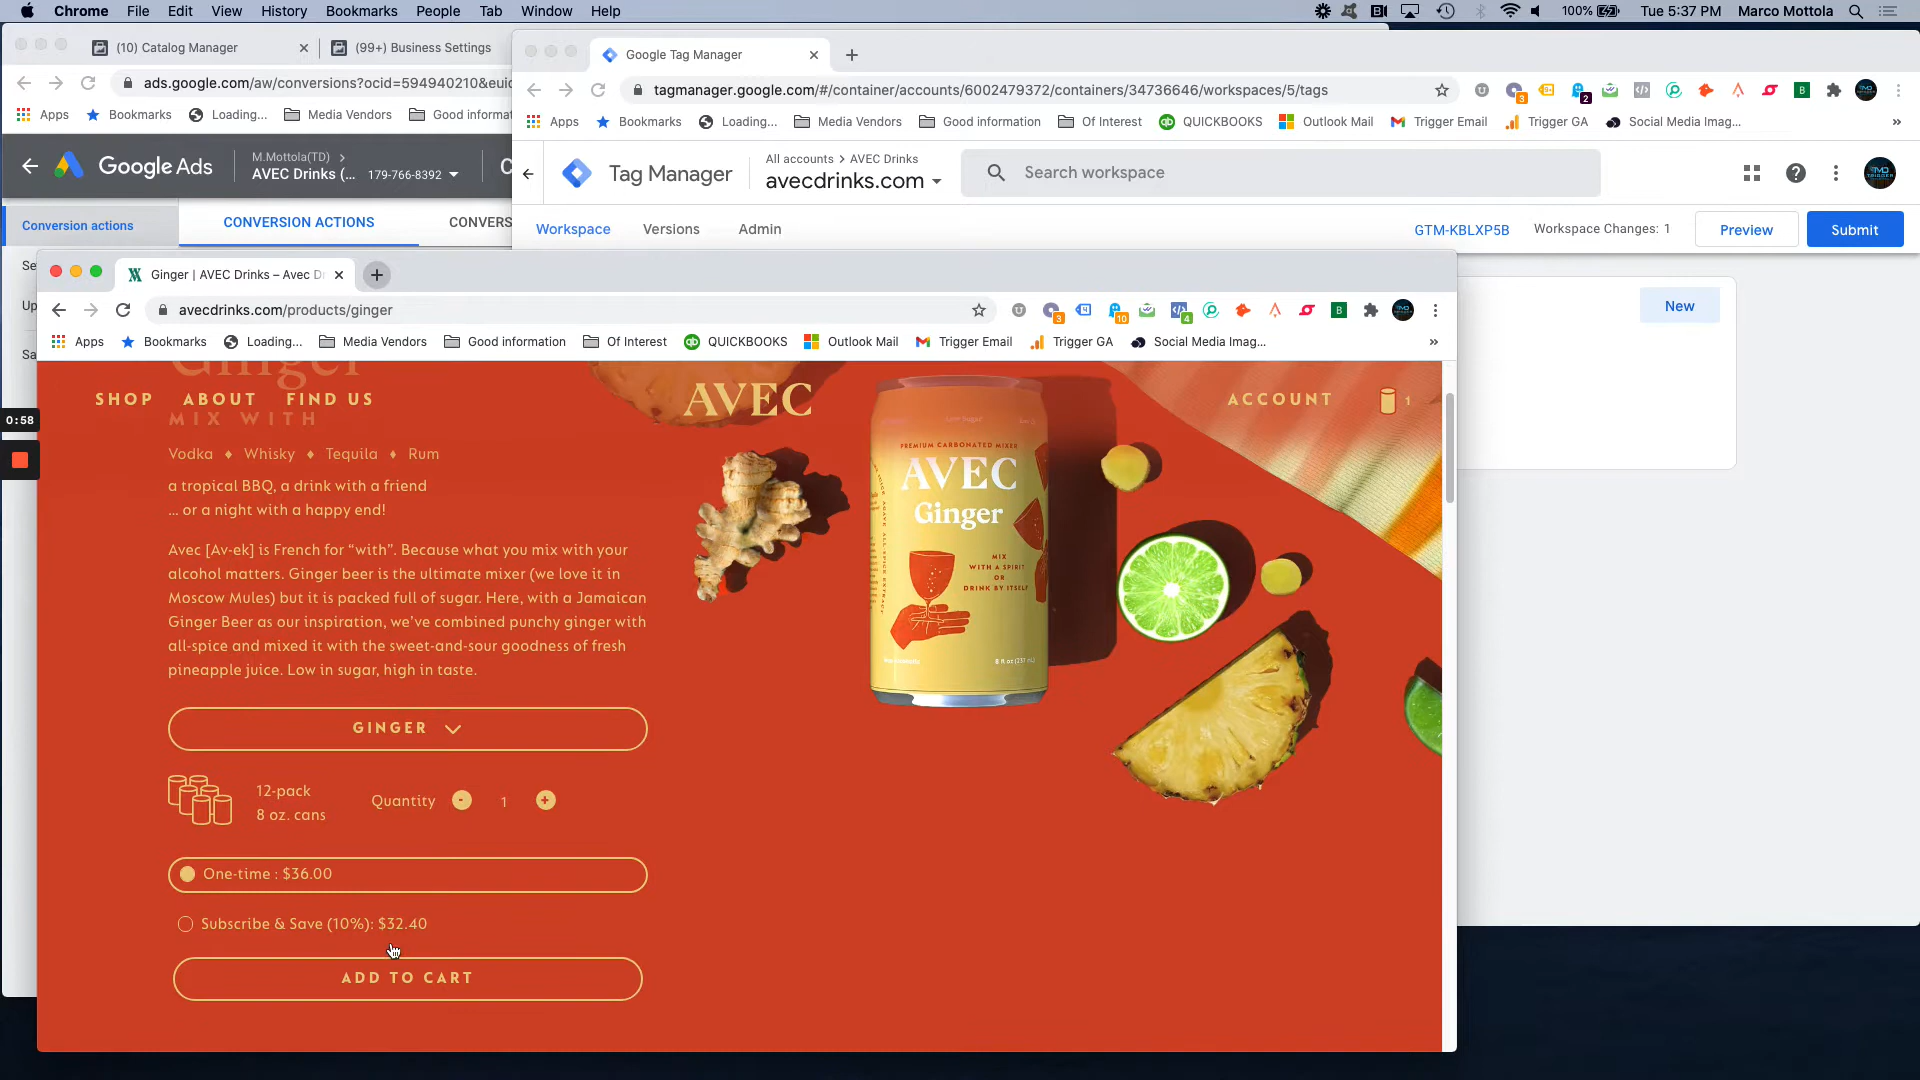 Chrome File Edit View History Bookmarks People Tab Window Help
100% Tue 5:37 PM Marco Mottola
(10) Catalog Manager
(99+) Business Settings
ads.google.com/aw/conversions?ocid=594940210&euic
Apps Bookmarks Loading... Media Vendors Good informa
Google Ads
M.Mottola(TD)
AVEC Drinks (... 179-766-8392
Conversion actions
CONVERSION ACTIONS CONVERS
Se
Up
Sa
Google Tag Manager
tagmanager.google.com/#/container/accounts/6002479372/containers/34736646/workspaces/5/tags
3
2
Apps Bookmarks Loading... Media Vendors Good information Of Interest QUICKBOOKS Outlook Mail Trigger Email Trigger GA Social Media Imag... »
Tag Manager
All accounts > AVEC Drinks
avecdrinks.com
Search workspace
Workspace Versions Admin
GTM-KBLXP5B Workspace Changes: 1 Preview Submit
New
0:58
Ginger | AVEC Drinks – Avec D
avecdrinks.com/products/ginger
3
10
4
Apps Bookmarks Loading... Media Vendors Good information Of Interest QUICKBOOKS Outlook Mail Trigger Email Trigger GA Social Media Imag... »
Ginger
SHOP ABOUT FIND US
AVEC
ACCOUNT 1
MIX WITH
Vodka ♦ Whisky ♦ Tequila ♦ Rum
a tropical BBQ, a drink with a friend
... or a night with a happy end!
Avec [Av-ek] is French for “with”. Because what you mix with your
alcohol matters. Ginger beer is the ultimate mixer (we love it in
Moscow Mules) but it is packed full of sugar. Here, with a Jamaican
Ginger Beer as our inspiration, we’ve combined punchy ginger with
all-spice and mixed it with the sweet-and-sour goodness of fresh
pineapple juice. Low in sugar, high in taste.
GINGER
12-pack
8 oz. cans
Quantity - 1 +
One-time : $36.00
Subscribe & Save (10%): $32.40
ADD TO CART
PREMIUM CARBONATED MIXER
AVEC
Ginger
MIX
WITH A SPIRIT
OR
DRINK BY ITSELF